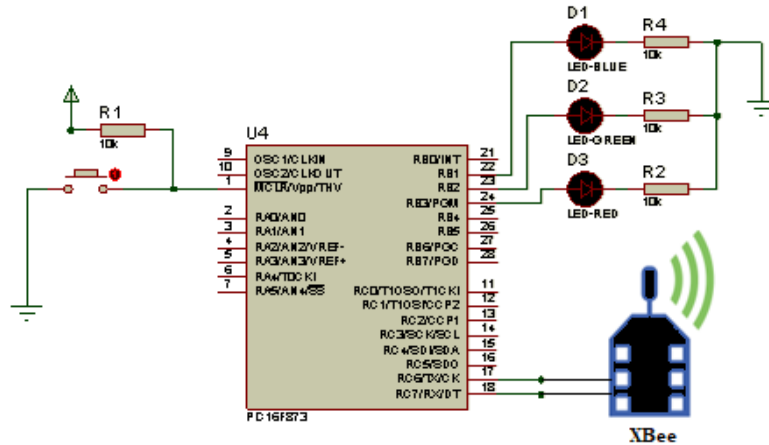 D1
R4
LED-BLUE
10k
D2
R3
LED-GREEN
10k
D3
R2
LED-RED
10k
R1
10k
U4
9 OSC1/CLKIN
10 OSC2/CLKOUT
1 MCLR/Vpp/THV
2 RA0/AN0
3 RA1/AN1
4 RA2/AN2/VREF-
5 RA3/AN3/VREF+
6 RA4/T0CKI
7 RA5/AN4/SS
RB0/INT 21
RB1 22
RB2 23
RB3/PGM 24
RB4 25
RB5 26
RB6/PGC 27
RB7/PGD 28
RC0/T1OSO/T1CKI 11
RC1/T1OSI/CCP2 12
RC2/CCP1 13
RC3/SCK/SCL 14
RC4/SDI/SDA 15
RC5/SDO 16
RC6/TX/CK 17
RC7/RX/DT 18
PC16F873
XBee